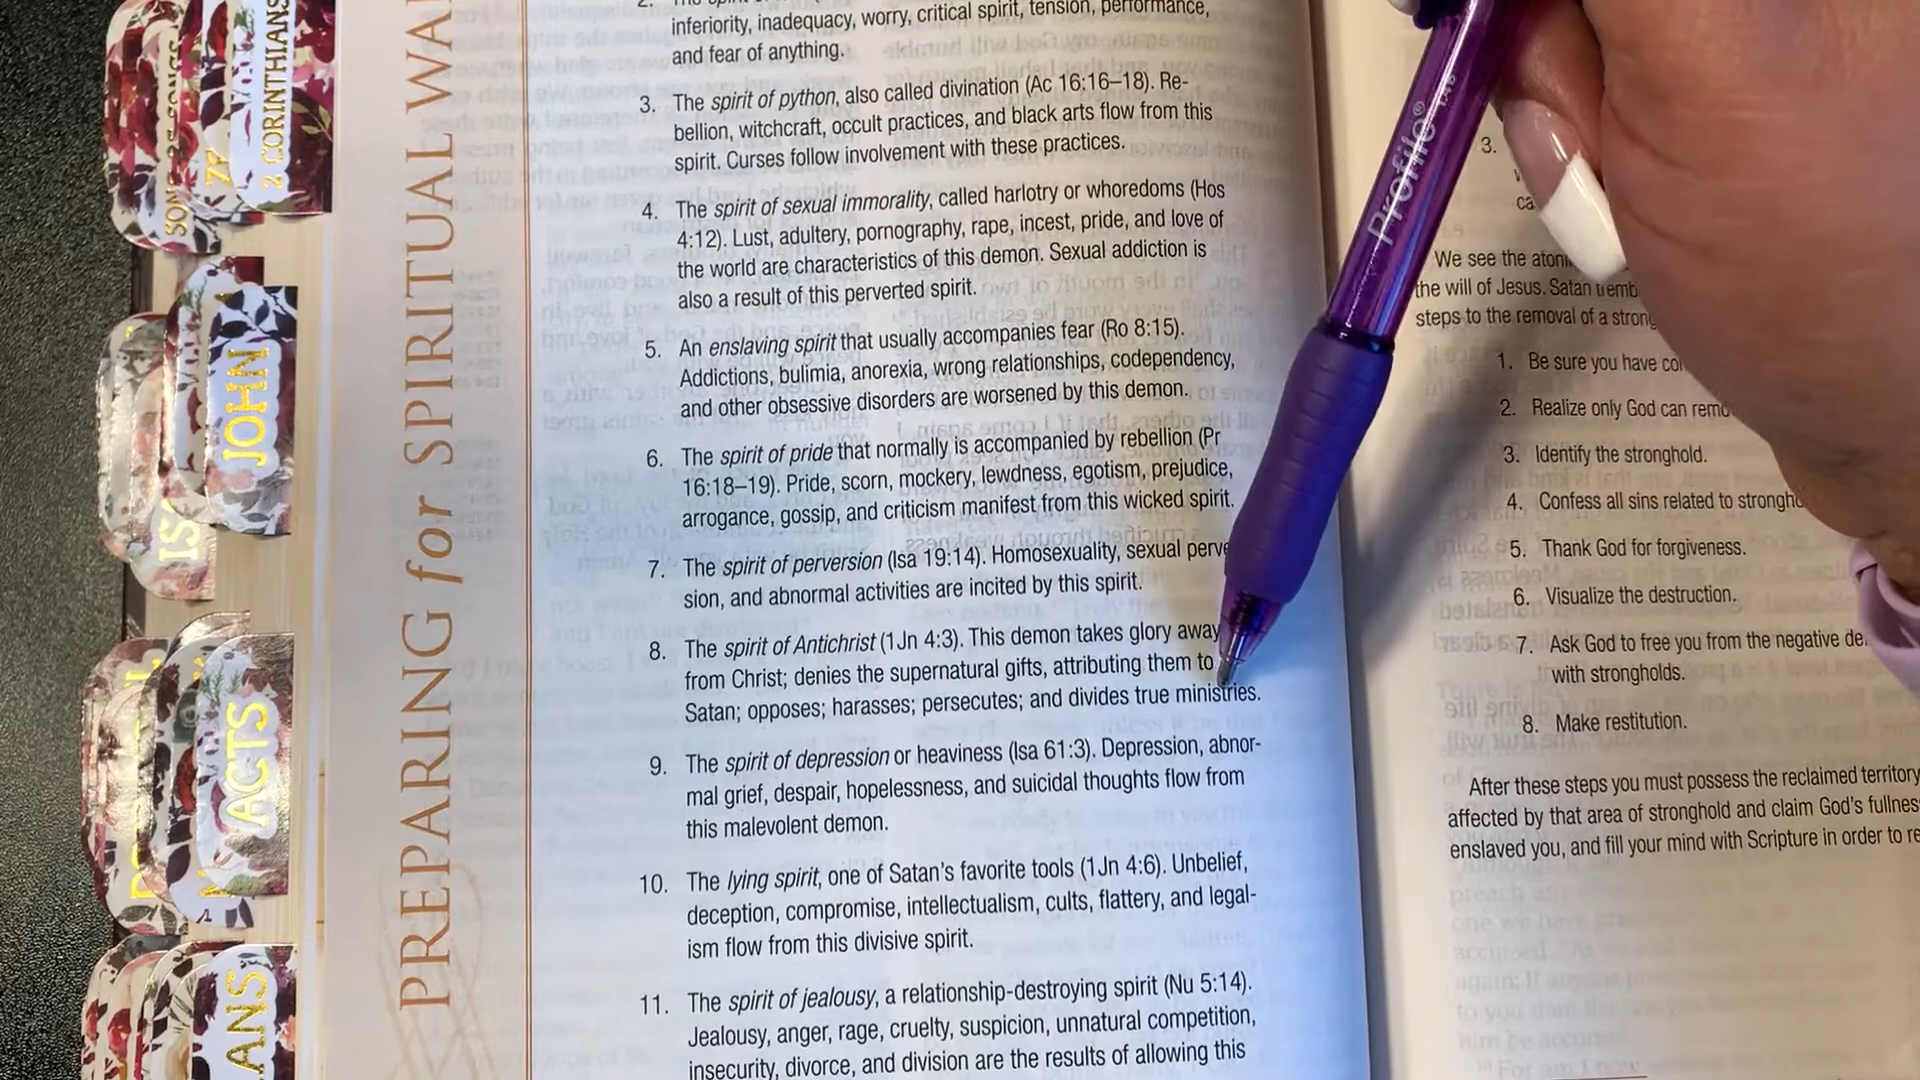 SONG OF SONGS
2 CORINTHIANS
JOHN
ISA
ACTS
ANS
PREPARING for SPIRITUAL WA
inferiority, inadequacy, worry, critical spirit, tension, performance,
and fear of anything.
3. The spirit of python, also called divination (Ac 16:16–18). Re-
bellion, witchcraft, occult practices, and black arts flow from this
spirit. Curses follow involvement with these practices.
4. The spirit of sexual immorality, called harlotry or whoredoms (Hos
4:12). Lust, adultery, pornography, rape, incest, pride, and love of
the world are characteristics of this demon. Sexual addiction is
also a result of this perverted spirit.
5. An enslaving spirit that usually accompanies fear (Ro 8:15).
Addictions, bulimia, anorexia, wrong relationships, codependency,
and other obsessive disorders are worsened by this demon.
6. The spirit of pride that normally is accompanied by rebellion (Pr
16:18–19). Pride, scorn, mockery, lewdness, egotism, prejudice,
arrogance, gossip, and criticism manifest from this wicked spirit.
7. The spirit of perversion (Isa 19:14). Homosexuality, sexual perve
sion, and abnormal activities are incited by this spirit.
8. The spirit of Antichrist (1Jn 4:3). This demon takes glory away
from Christ; denies the supernatural gifts, attributing them to
Satan; opposes; harasses; persecutes; and divides true ministries.
9. The spirit of depression or heaviness (Isa 61:3). Depression, abnor-
mal grief, despair, hopelessness, and suicidal thoughts flow from
this malevolent demon.
10. The lying spirit, one of Satan's favorite tools (1Jn 4:6). Unbelief,
deception, compromise, intellectualism, cults, flattery, and legal-
ism flow from this divisive spirit.
11. The spirit of jealousy, a relationship-destroying spirit (Nu 5:14).
Jealousy, anger, rage, cruelty, suspicion, unnatural competition,
insecurity, divorce, and division are the results of allowing this
Profile® 1.4B
3.
ca
We see the aton
the will of Jesus. Satan tremb
steps to the removal of a strong
1. Be sure you have co
2. Realize only God can remo
3. Identify the stronghold.
4. Confess all sins related to strongho
5. Thank God for forgiveness.
6. Visualize the destruction.
7. Ask God to free you from the negative de
with strongholds.
8. Make restitution.
After these steps you must possess the reclaimed territory
affected by that area of stronghold and claim God's fullnes
enslaved you, and fill your mind with Scripture in order to re